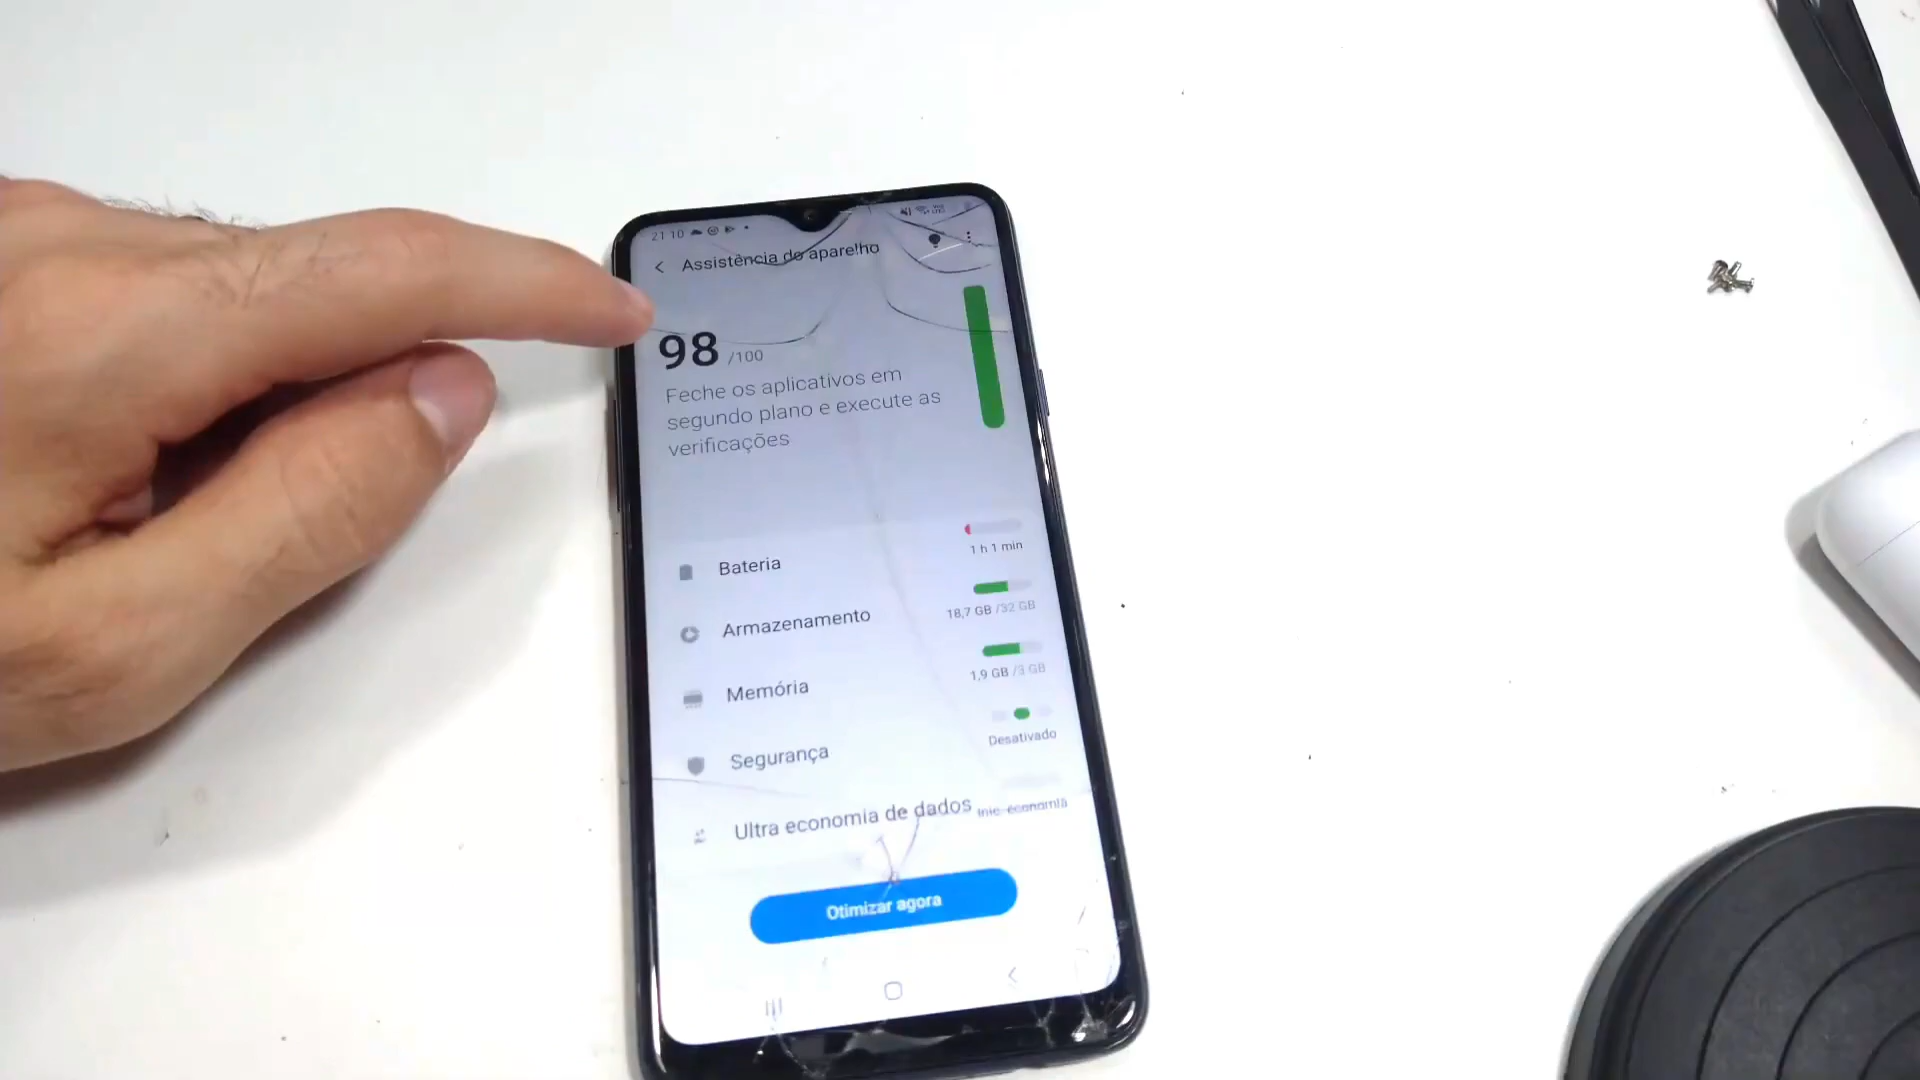 21:10
Assistência do aparelho
98 /100
Feche os aplicativos em
segundo plano e execute as
verificações
Bateria
1 h 1 min
Armazenamento
18,7 GB /32 GB
Memória
1,9 GB /3 GB
Segurança
Desativado
Ultra economia de dados
Inic. economia
Otimizar agora